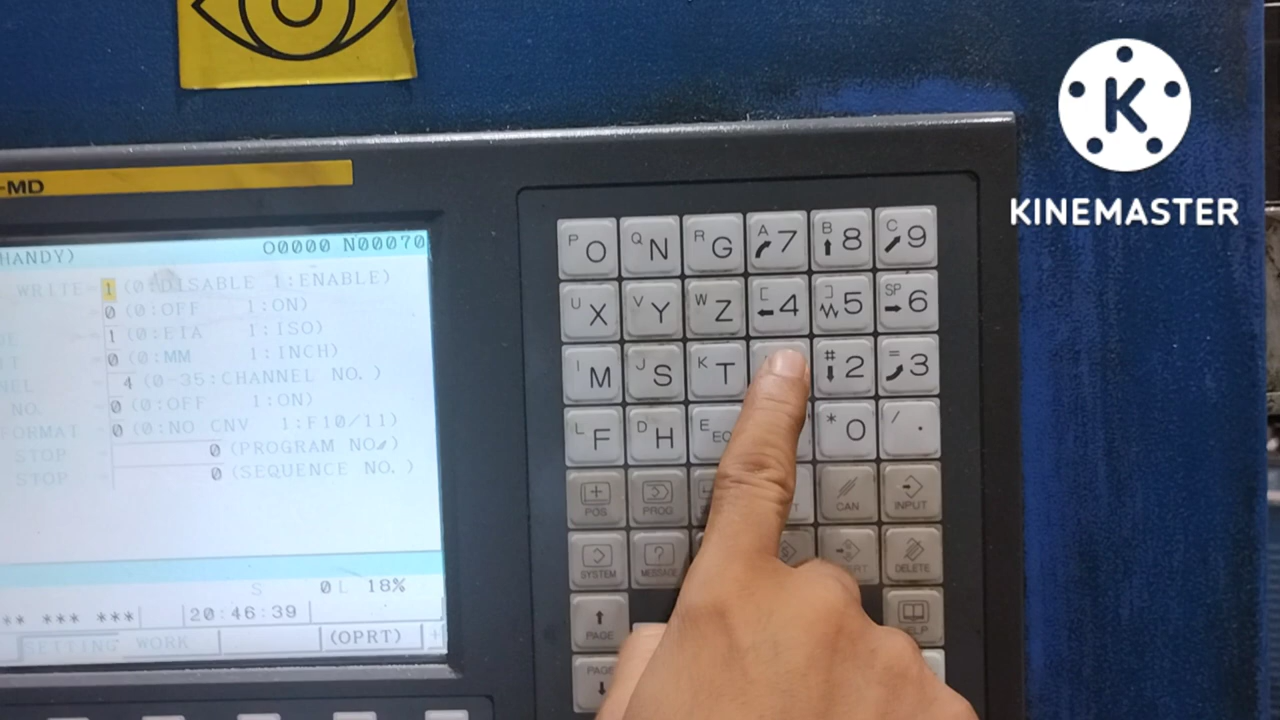 -MD
HANDY) O0000 N00070
WRITE=1 (0:DISABLE 1:ENABLE)
0 (0:OFF 1:ON)
1 (0:EIA 1:ISO)
0 (0:MM 1:INCH)
4 (0-35:CHANNEL NO.)
NO. =0 (0:OFF 1:ON)
FORMAT =0 (0:NO CNV 1:F10/11)
STOP = 0 (PROGRAM NO.)
STOP = 0 (SEQUENCE NO.)
S 0 L 18%
** *** ***
20:46:39
SETTING WORK (OPRT) +
P O Q N R G A 7 B 8 C 9
U X V Y W Z [ 4 ] 5 SP 6
I M J S K T # 2 = 3
L F D H E * 0 / .
POS PROG CAN INPUT
SYSTEM MESSAGE DELETE
PAGE
PAGE
K
KINEMASTER